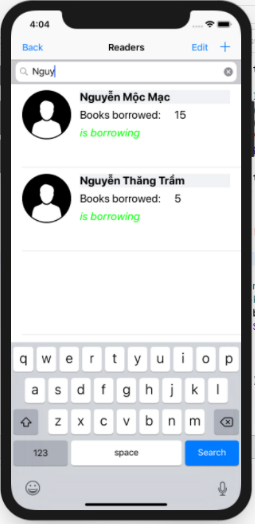 4:04
Back Readers Edit +
Nguy
Nguyễn Mộc Mạc
Books borrowed: 15
is borrowing
Nguyễn Thăng Trầm
Books borrowed: 5
is borrowing
q w e r t y u i o p
a s d f g h j k l
z x c v b n m
123 space Search